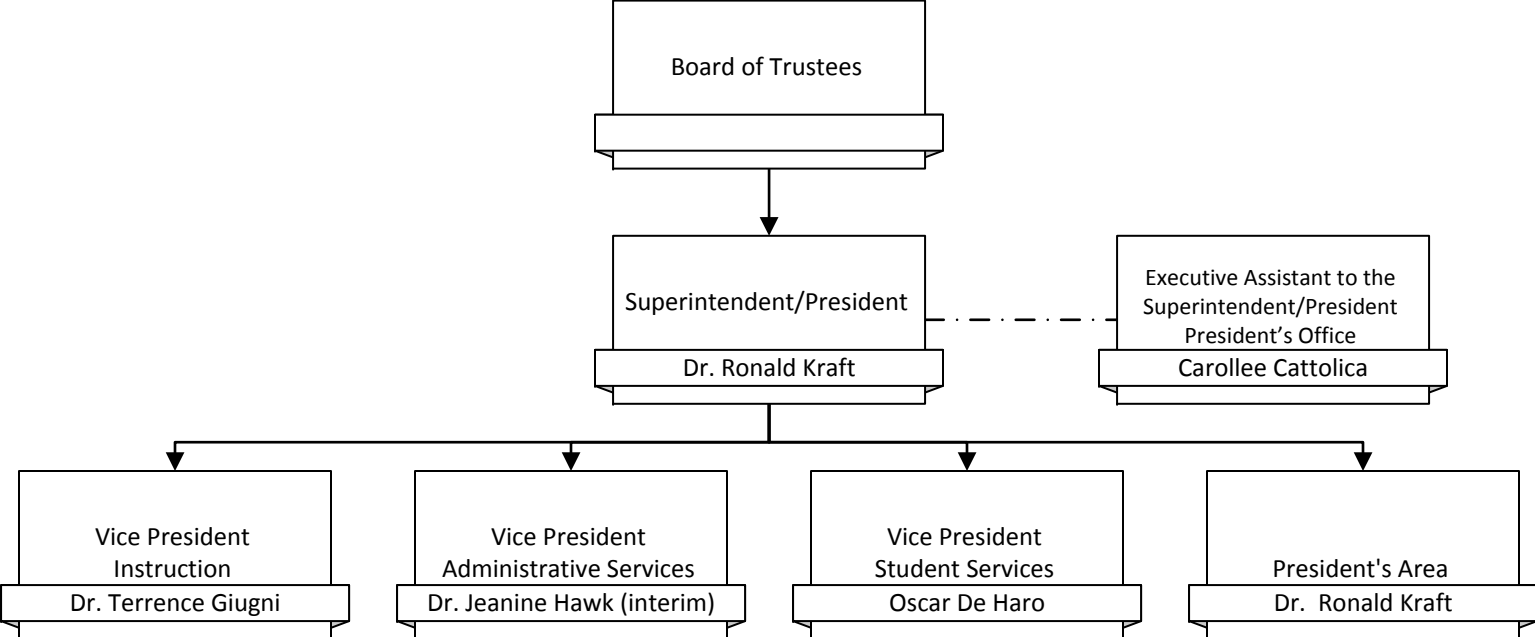 Board of Trustees
Superintendent/President
Dr. Ronald Kraft
Executive Assistant to the
Superintendent/President
President’s Office
Carollee Cattolica
Vice President
Instruction
Dr. Terrence Giugni
Vice President
Administrative Services
Dr. Jeanine Hawk (interim)
Vice President
Student Services
Oscar De Haro
President's Area
Dr.  Ronald Kraft